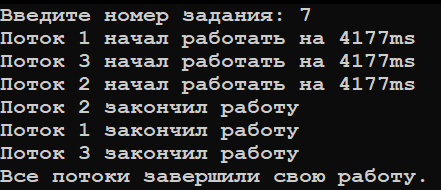 Введите номер задания: 7
Поток 1 начал работать на 4177ms
Поток 3 начал работать на 4177ms
Поток 2 начал работать на 4177ms
Поток 2 закончил работу
Поток 1 закончил работу
Поток 3 закончил работу
Все потоки завершили свою работу.